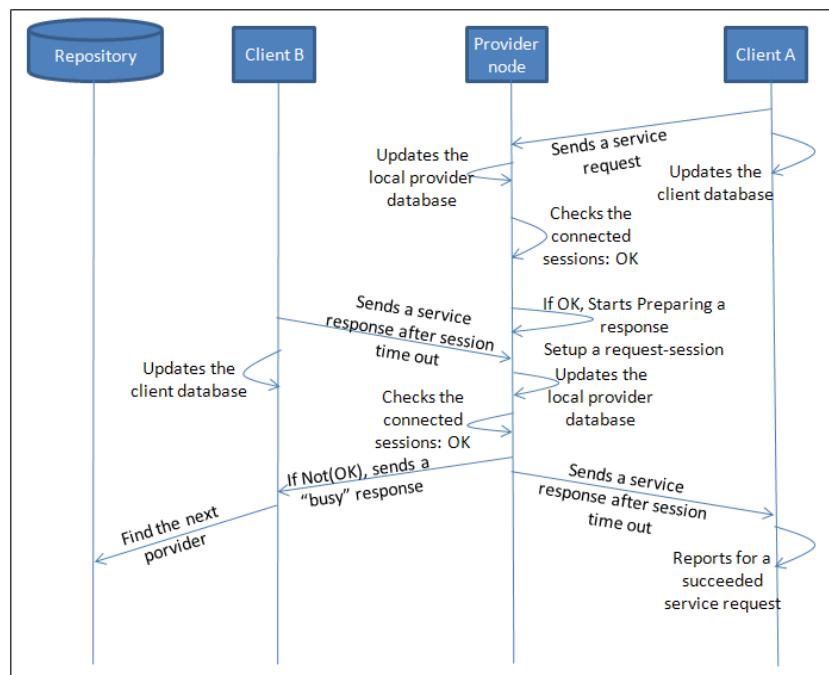 Repository
Client B
Provider
node
Client A
Sends a service
request
Updates the
local provider
database
Updates the
client database
Checks the
connected
sessions: OK
If OK, Starts Preparing a
response
Setup a request-session
Sends a service
response after session
time out
Updates the
client database
Updates the
local provider
database
Checks the
connected
sessions: OK
If Not(OK), sends a
“busy” response
Sends a service
response after session
time out
Find the next
porvider
Reports for a
succeeded
service request